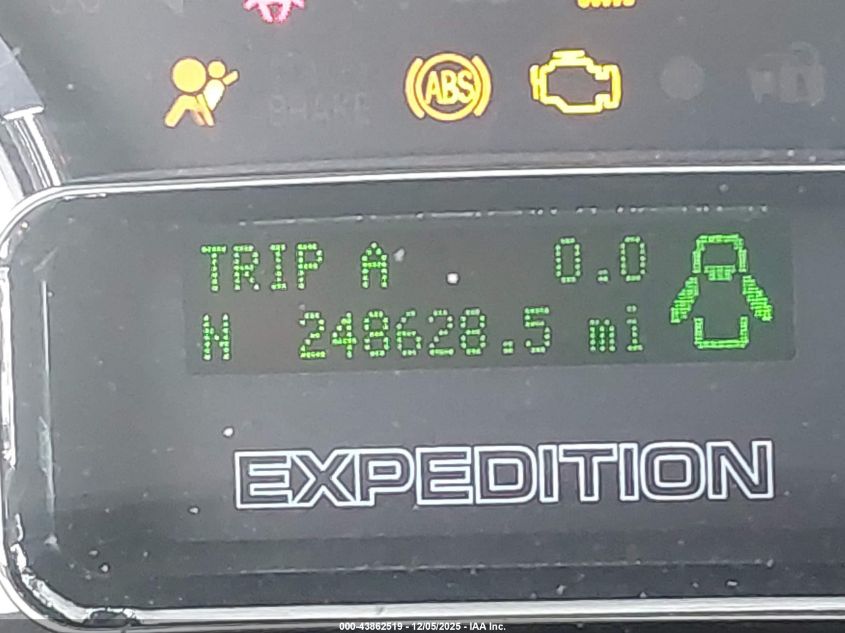 ABS
TRIP A 0.0
N 248628.5 mi
EXPEDITION
000-43862519 - 12/05/2025 - IAA Inc.